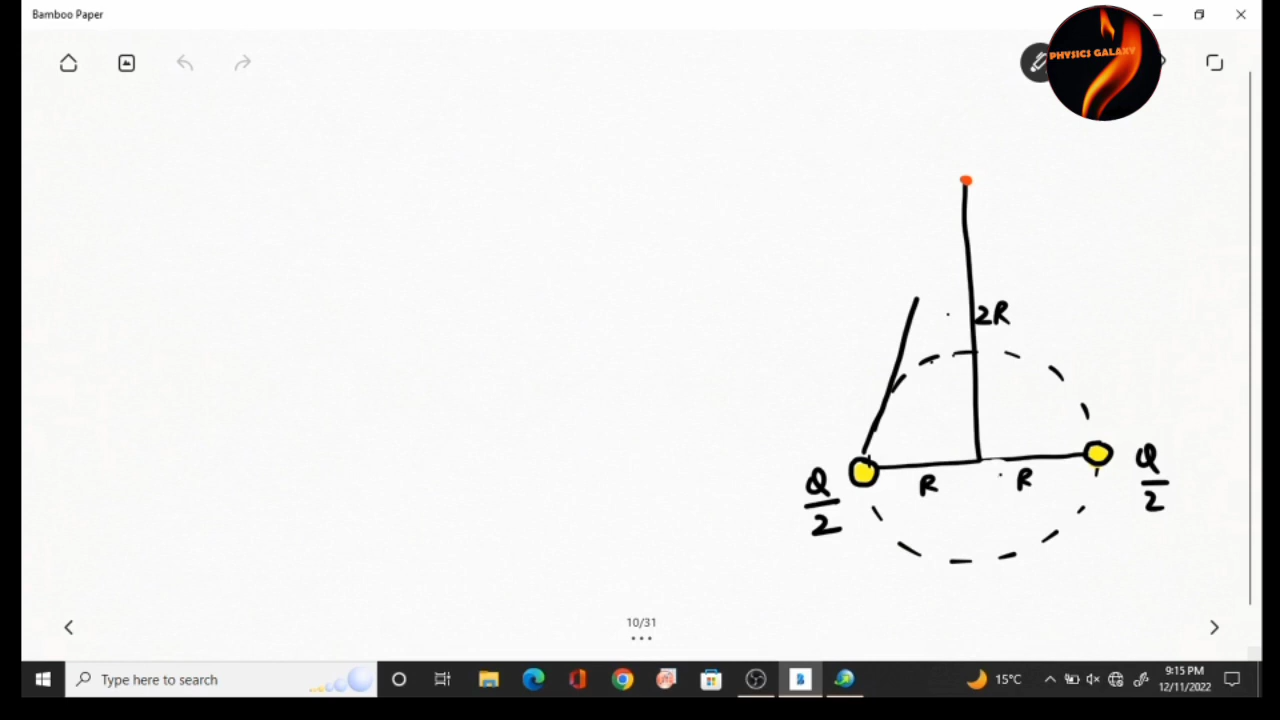 Bamboo Paper
PHYSICS GALAXY
2R
R
R
Q
2
Q
2
10/31
Type here to search
15°C
9:15 PM
12/11/2022